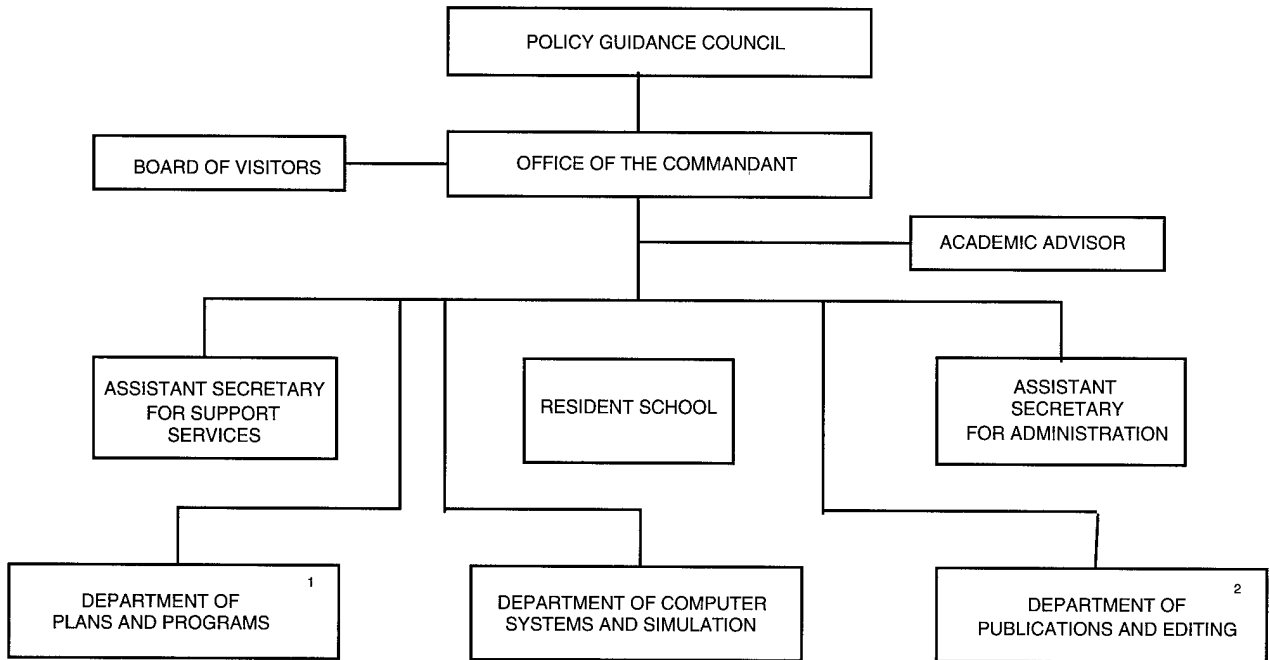 POLICY GUIDANCE COUNCIL
BOARD OF VISITORS
OFFICE OF THE COMMANDANT
ACADEMIC ADVISOR
ASSISTANT SECRETARY
FOR SUPPORT
SERVICES
RESIDENT SCHOOL
ASSISTANT
SECRETARY
FOR ADMINISTRATION
1
DEPARTMENT OF
PLANS AND PROGRAMS
DEPARTMENT OF COMPUTER
SYSTEMS AND SIMULATION
2
DEPARTMENT OF
PUBLICATIONS AND EDITING